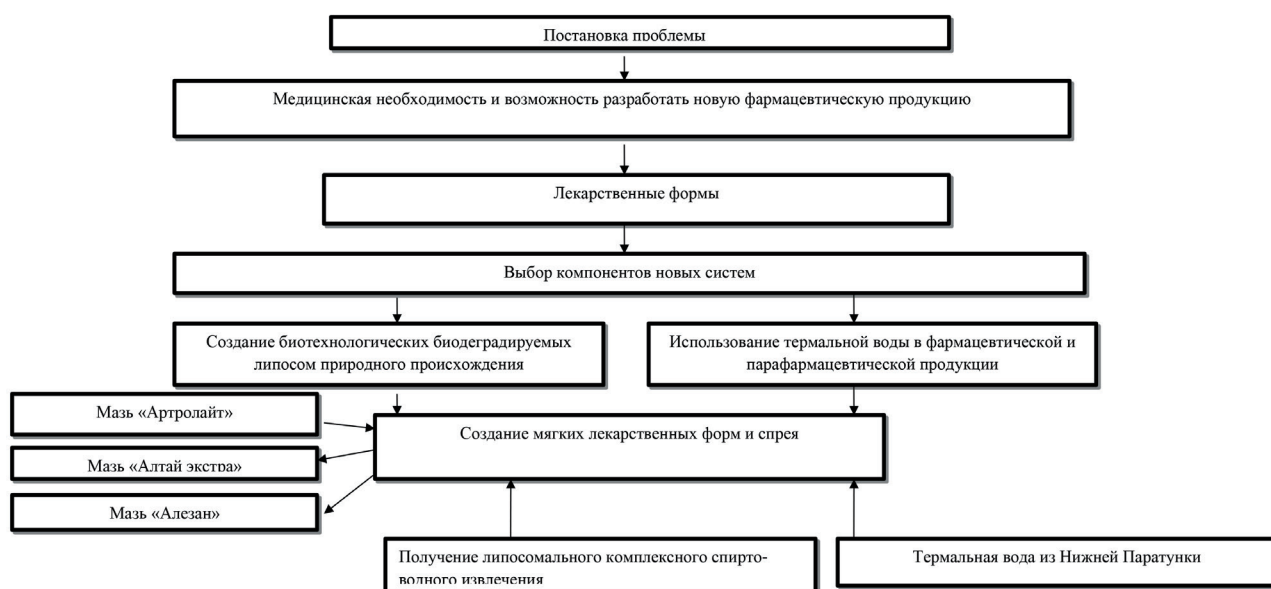 Постановка проблемы
Медицинская необходимость и возможность разработать новую фармацевтическую продукцию
Лекарственные формы
Выбор компонентов новых систем
Создание биотехнологических биодеградируемых
липосом природного происхождения
Использование термальной воды в фармацевтической и
парафармацевтической продукции
Мазь «Артролайт»
Мазь «Алтай экстра»
Мазь «Алезан»
Создание мягких лекарственных форм и спрея
Получение липосомального комплексного спирто-
водного извлечения
Термальная вода из Нижней Паратунки